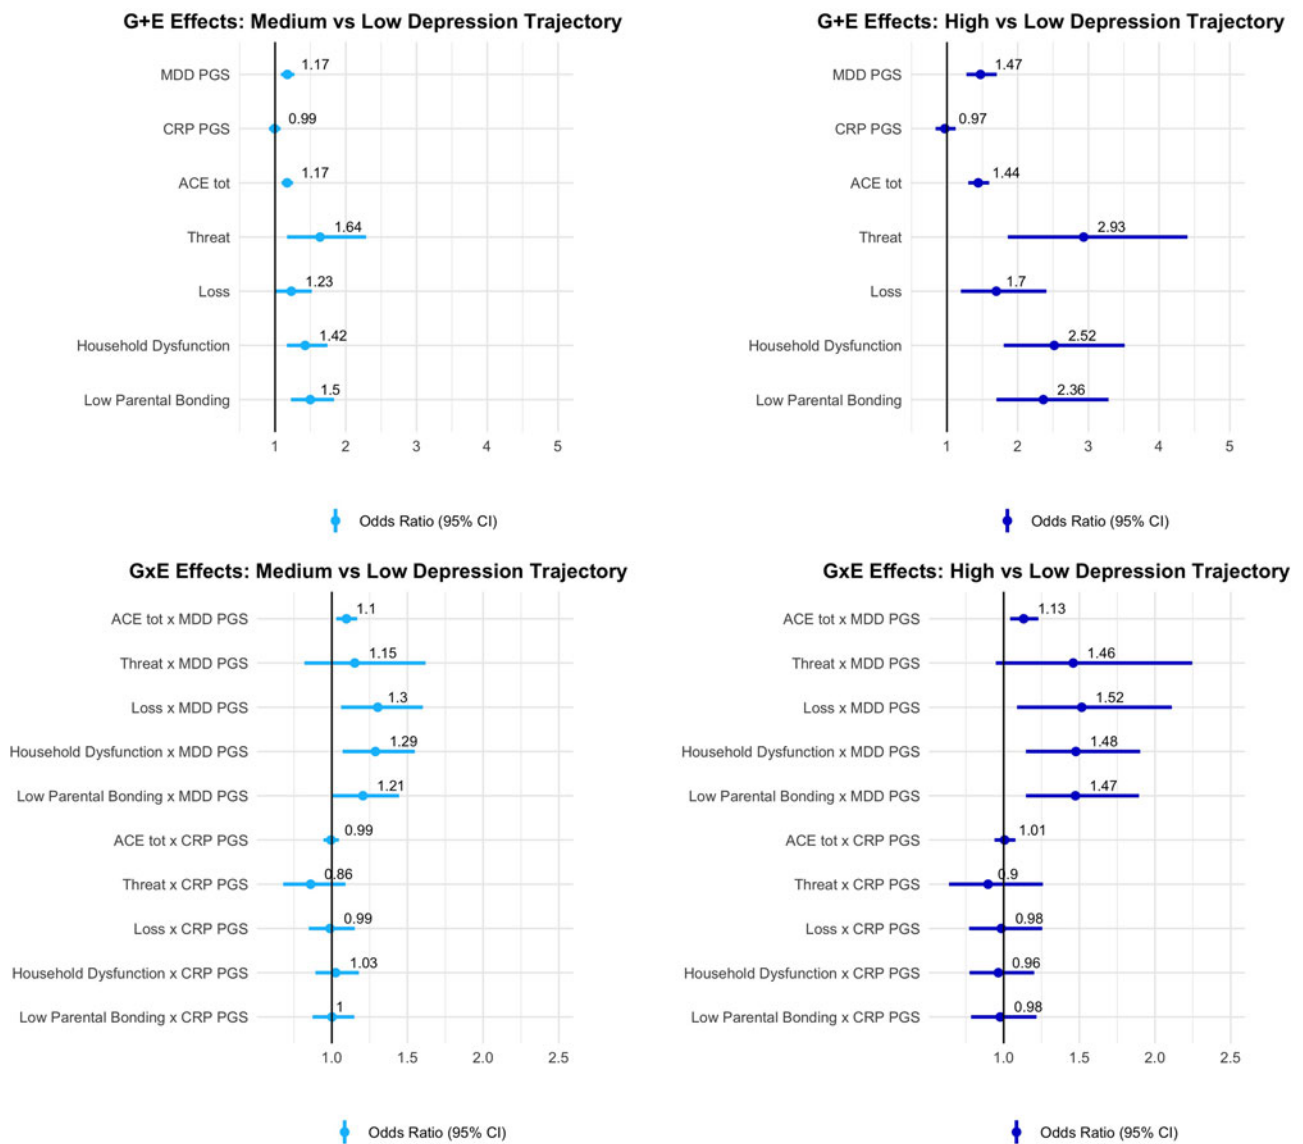 G+E Effects: Medium vs Low Depression Trajectory
MDD PGS
1.17
CRP PGS
0.99
ACE tot
1.17
Threat
1.64
Loss
1.23
Household Dysfunction
1.42
Low Parental Bonding
1.5
1 2 3 4 5
Odds Ratio (95% CI)
G+E Effects: High vs Low Depression Trajectory
MDD PGS
1.47
CRP PGS
0.97
ACE tot
1.44
Threat
2.93
Loss
1.7
Household Dysfunction
2.52
Low Parental Bonding
2.36
1 2 3 4 5
Odds Ratio (95% CI)
GxE Effects: Medium vs Low Depression Trajectory
ACE tot x MDD PGS
1.1
Threat x MDD PGS
1.15
Loss x MDD PGS
1.3
Household Dysfunction x MDD PGS
1.29
Low Parental Bonding x MDD PGS
1.21
ACE tot x CRP PGS
0.99
Threat x CRP PGS
0.86
Loss x CRP PGS
0.99
Household Dysfunction x CRP PGS
1.03
Low Parental Bonding x CRP PGS
1
1.0 1.5 2.0 2.5
Odds Ratio (95% CI)
GxE Effects: High vs Low Depression Trajectory
ACE tot x MDD PGS
1.13
Threat x MDD PGS
1.46
Loss x MDD PGS
1.52
Household Dysfunction x MDD PGS
1.48
Low Parental Bonding x MDD PGS
1.47
ACE tot x CRP PGS
1.01
Threat x CRP PGS
0.9
Loss x CRP PGS
0.98
Household Dysfunction x CRP PGS
0.96
Low Parental Bonding x CRP PGS
0.98
1.0 1.5 2.0 2.5
Odds Ratio (95% CI)